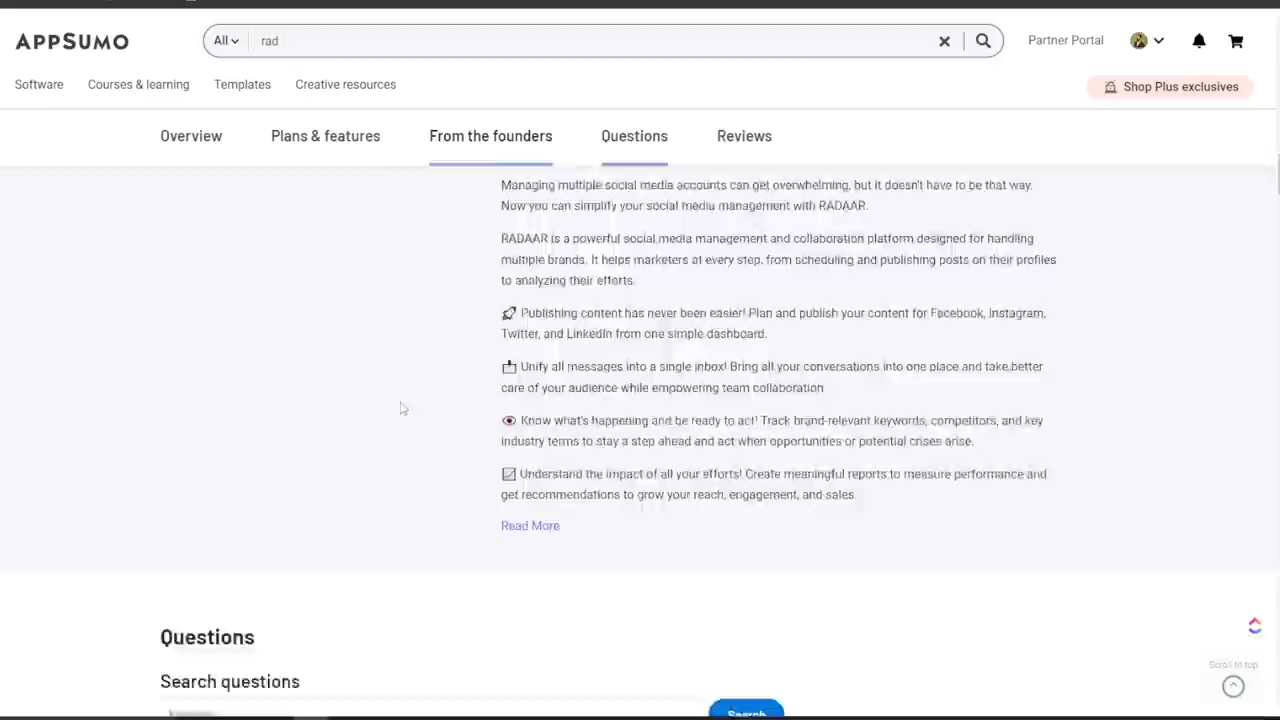 APPSUMO
All
rad
Partner Portal
Software
Courses & learning
Templates
Creative resources
Shop Plus exclusives
Overview
Plans & features
From the founders
Questions
Reviews
Managing multiple social media accounts can get overwhelming, but it doesn't have to be that way.
Now you can simplify your social media management with RADAAR.
RADAAR is a powerful social media management and collaboration platform designed for handling
multiple brands. It helps marketers at every step, from scheduling and publishing posts on their profiles
to analyzing their efforts.
Publishing content has never been easier! Plan and publish your content for Facebook, Instagram,
Twitter, and LinkedIn from one simple dashboard.
Unify all messages into a single inbox! Bring all your conversations into one place and take better
care of your audience while empowering team collaboration
Know what's happening and be ready to act! Track brand-relevant keywords, competitors, and key
industry terms to stay a step ahead and act when opportunities or potential crises arise.
Understand the impact of all your efforts! Create meaningful reports to measure performance and
get recommendations to grow your reach, engagement, and sales.
Read More
Questions
Scroll to top
Search questions
Search